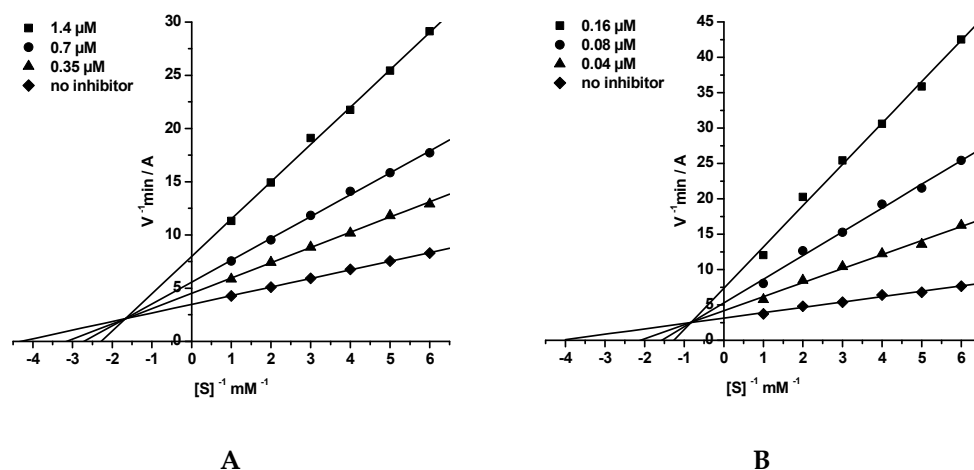 1.4 µM
0.7 µM
0.35 µM
no inhibitor
30
25
20
15
10
5
0
V⁻¹min / A
-4 -3 -2 -1 0 1 2 3 4 5 6
[S]⁻¹ mM⁻¹
A
0.16 µM
0.08 µM
0.04 µM
no inhibitor
45
40
35
30
25
20
15
10
5
0
V⁻¹min / A
-4 -3 -2 -1 0 1 2 3 4 5 6
[S]⁻¹ mM⁻¹
B